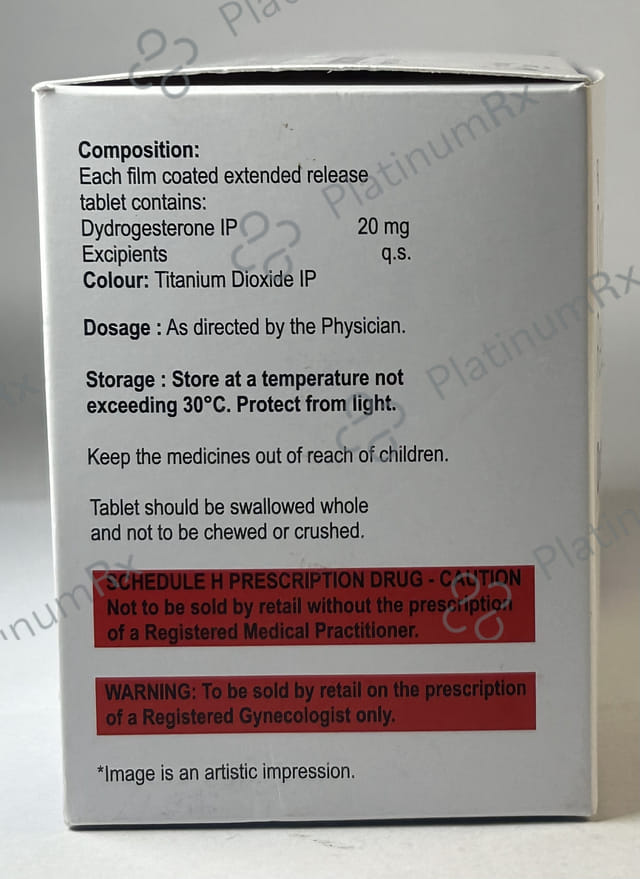 Composition:
Each film coated extended release
tablet contains:
Dydrogesterone IP 20 mg
Excipients q.s.
Colour: Titanium Dioxide IP
Dosage : As directed by the Physician.
Storage : Store at a temperature not
exceeding 30°C. Protect from light.
Keep the medicines out of reach of children.
Tablet should be swallowed whole
and not to be chewed or crushed.
SCHEDULE H PRESCRIPTION DRUG - CAUTION
Not to be sold by retail without the prescription
of a Registered Medical Practitioner.
WARNING: To be sold by retail on the prescription
of a Registered Gynecologist only.
*Image is an artistic impression.
PlatinumRx
PlatinumRx
PlatinumRx